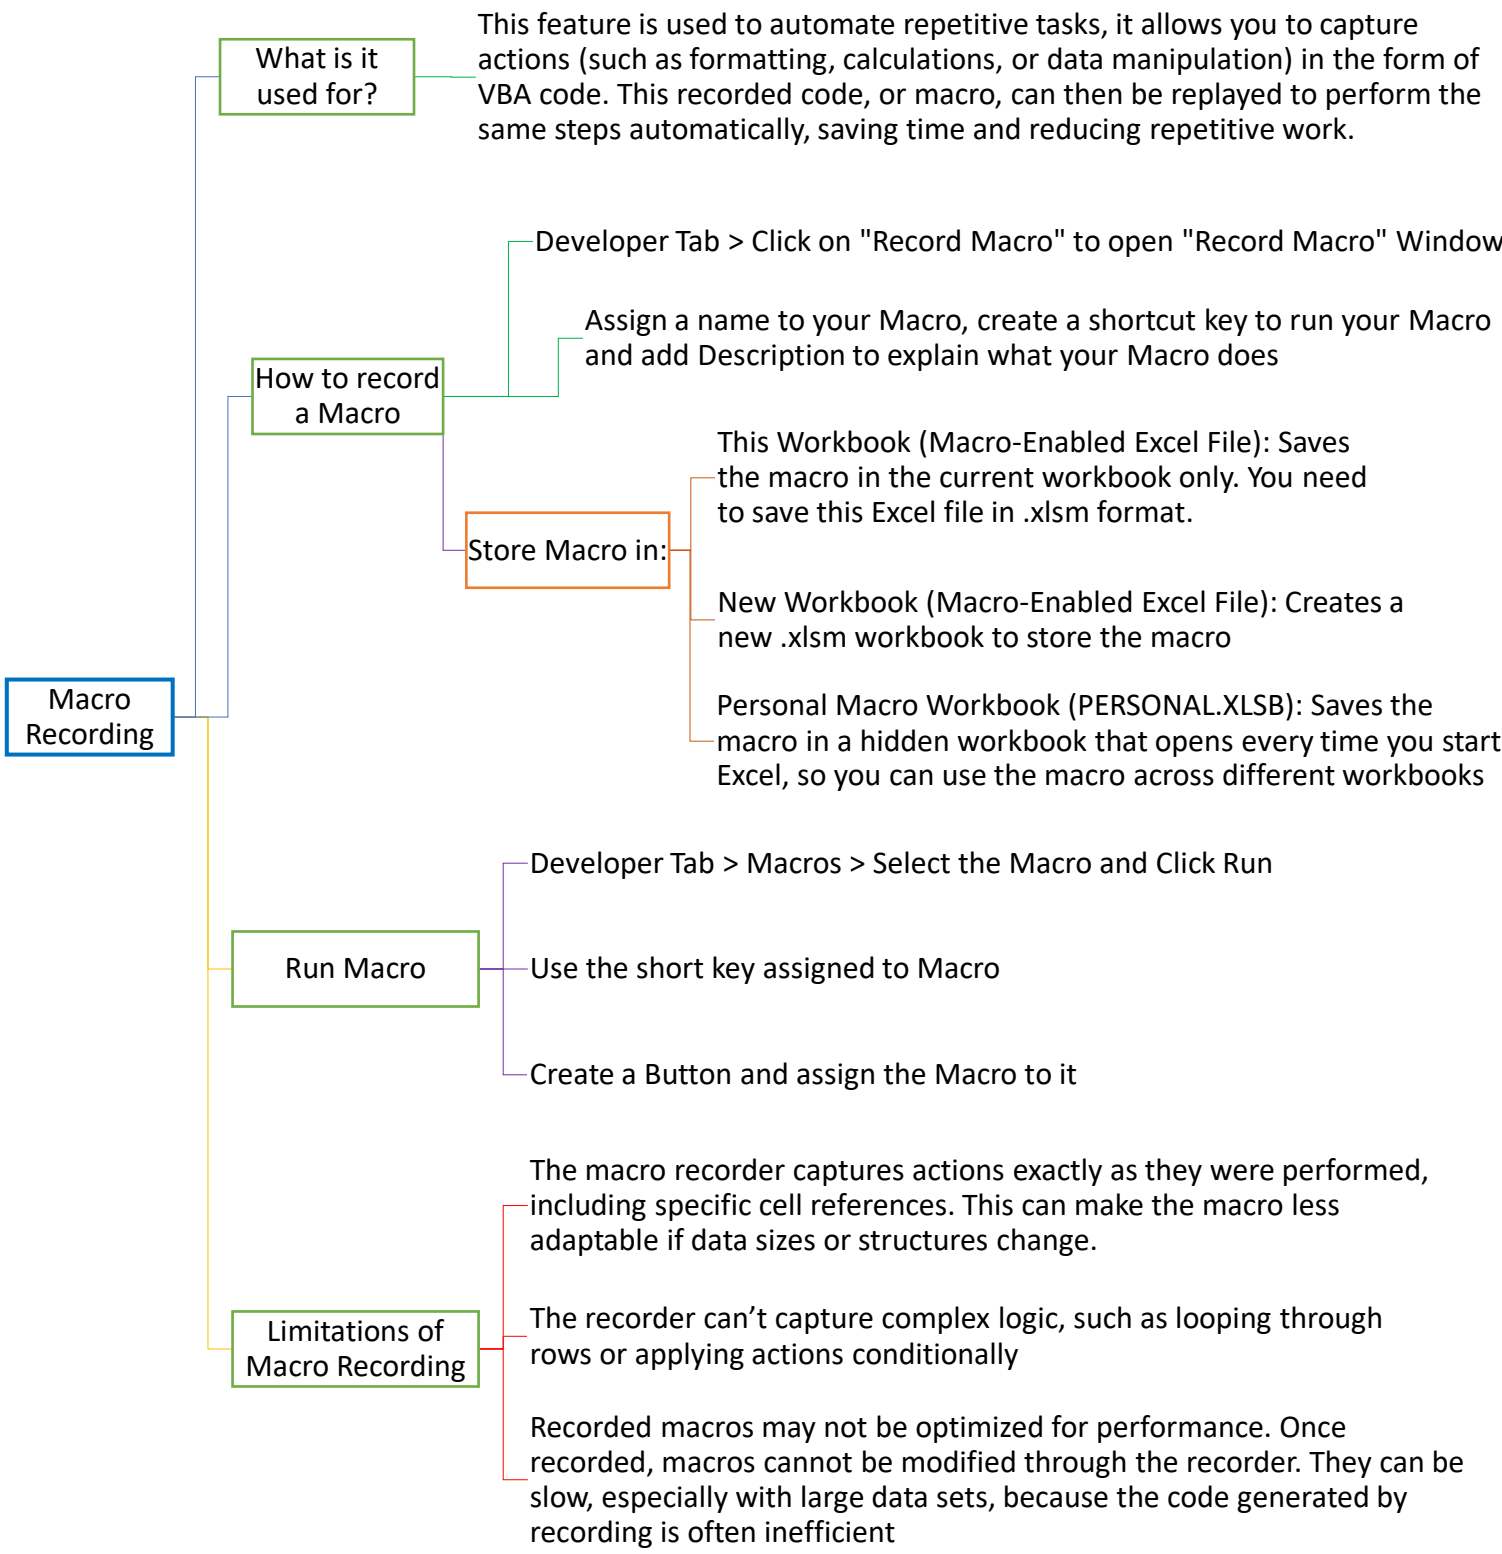 This feature is used to automate repetitive tasks, it allows you to capture
actions (such as formatting, calculations, or data manipulation) in the form of
VBA code. This recorded code, or macro, can then be replayed to perform the
same steps automatically, saving time and reducing repetitive work.
What is it
used for?
Developer Tab > Click on "Record Macro" to open "Record Macro" Window
Assign a name to your Macro, create a shortcut key to run your Macro
and add Description to explain what your Macro does
How to record
a Macro
This Workbook (Macro-Enabled Excel File): Saves
the macro in the current workbook only. You need
to save this Excel file in .xlsm format.
Store Macro in:
New Workbook (Macro-Enabled Excel File): Creates a
new .xlsm workbook to store the macro
Personal Macro Workbook (PERSONAL.XLSB): Saves the
macro in a hidden workbook that opens every time you start
Excel, so you can use the macro across different workbooks
Macro
Recording
Developer Tab > Macros > Select the Macro and Click Run
Run Macro
Use the short key assigned to Macro
Create a Button and assign the Macro to it
The macro recorder captures actions exactly as they were performed,
including specific cell references. This can make the macro less
adaptable if data sizes or structures change.
Limitations of
Macro Recording
The recorder can’t capture complex logic, such as looping through
rows or applying actions conditionally
Recorded macros may not be optimized for performance. Once
recorded, macros cannot be modified through the recorder. They can be
slow, especially with large data sets, because the code generated by
recording is often inefficient